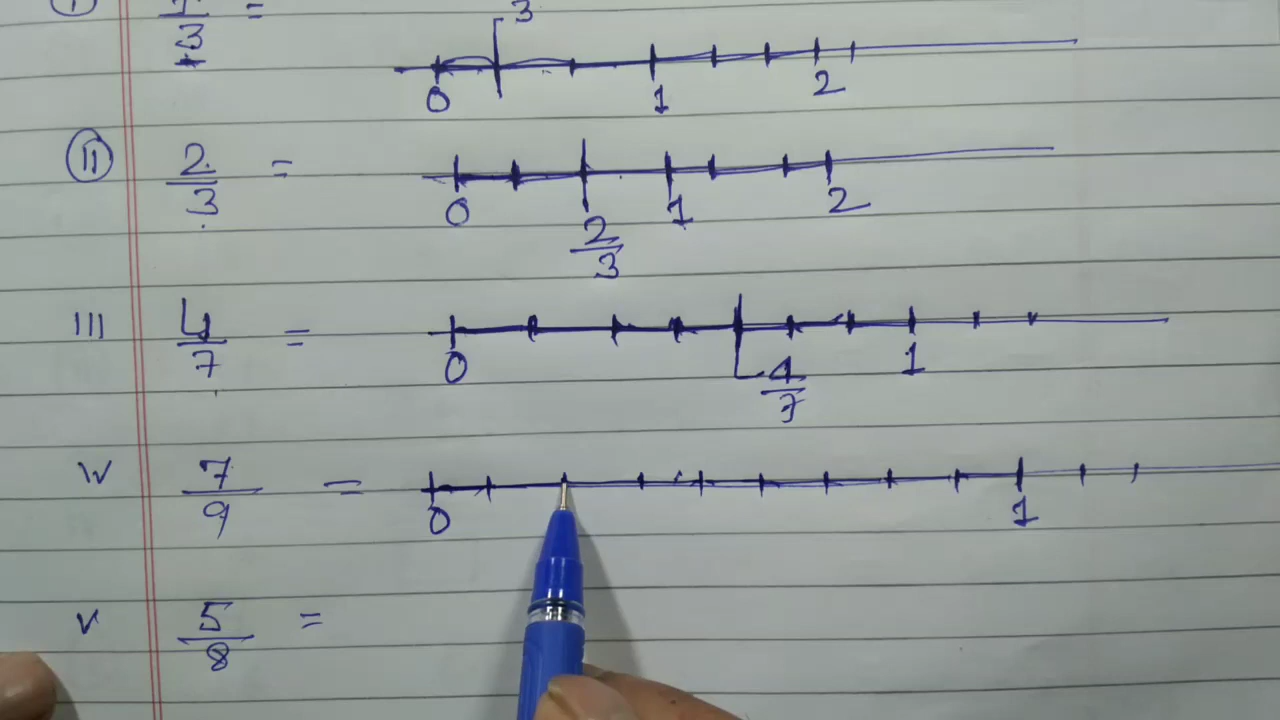 3
3 =
0 1 2
II 2/3 = 0 2/3 1 2
III 4/7 = 0 4/7 1
IV 7/9 = 0 1
V 5/8 =